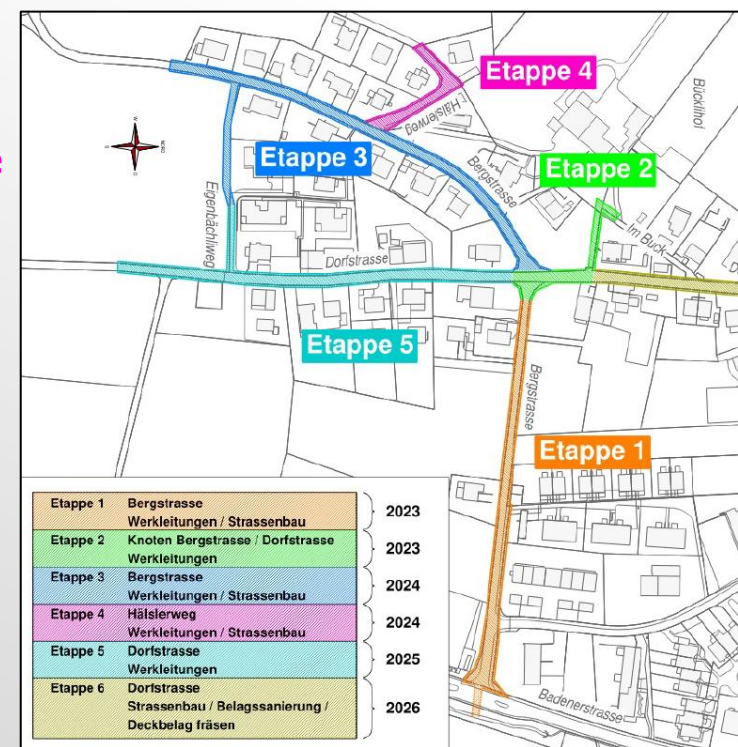 Etappe 4
Hälslerweg
Bücklihof
Etappe 3
Bergstrasse
Etappe 2
Eigenbächliweg
Im Buck
Dorfstrasse
Etappe 5
Bergstrasse
Etappe 1
Badenerstrasse
Etappe 1 Bergstrasse
Werkleitungen / Strassenbau
2023
Etappe 2 Knoten Bergstrasse / Dorfstrasse
Werkleitungen
2023
Etappe 3 Bergstrasse
Werkleitungen / Strassenbau
2024
Etappe 4 Hälslerweg
Werkleitungen / Strassenbau
2024
Etappe 5 Dorfstrasse
Werkleitungen
2025
Etappe 6 Dorfstrasse
Strassenbau / Belagssanierung /
Deckbelag fräsen
2026